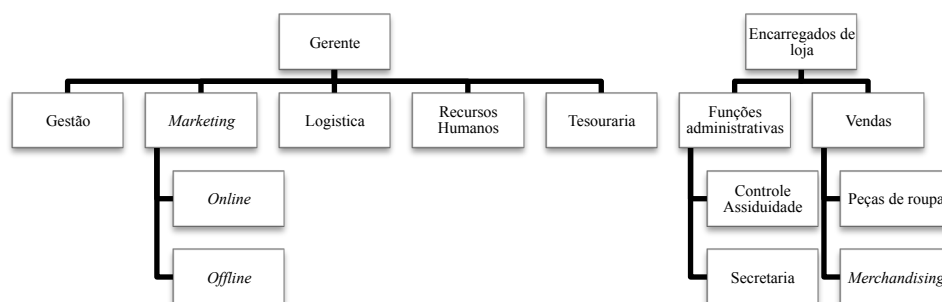 Gerente
Encarregados de
loja
Gestão
Marketing
Logistica
Recursos
Humanos
Tesouraria
Funções
administrativas
Vendas
Online
Controle
Assiduidade
Peças de roupa
Offline
Secretaria
Merchandising